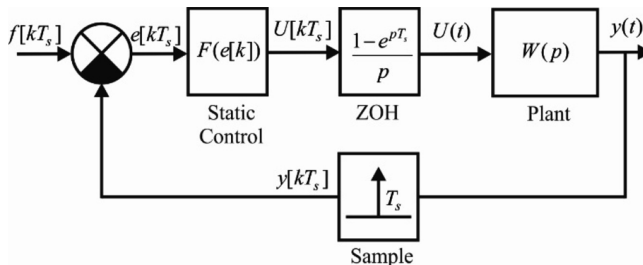 f[kTₛ]
e[kTₛ]
F(e[k])
U[kTₛ]
1−e^{pTₛ}
p
U(t)
W(p)
y(t)
Static
Control
ZOH
Plant
y[kTₛ]
Tₛ
Sample